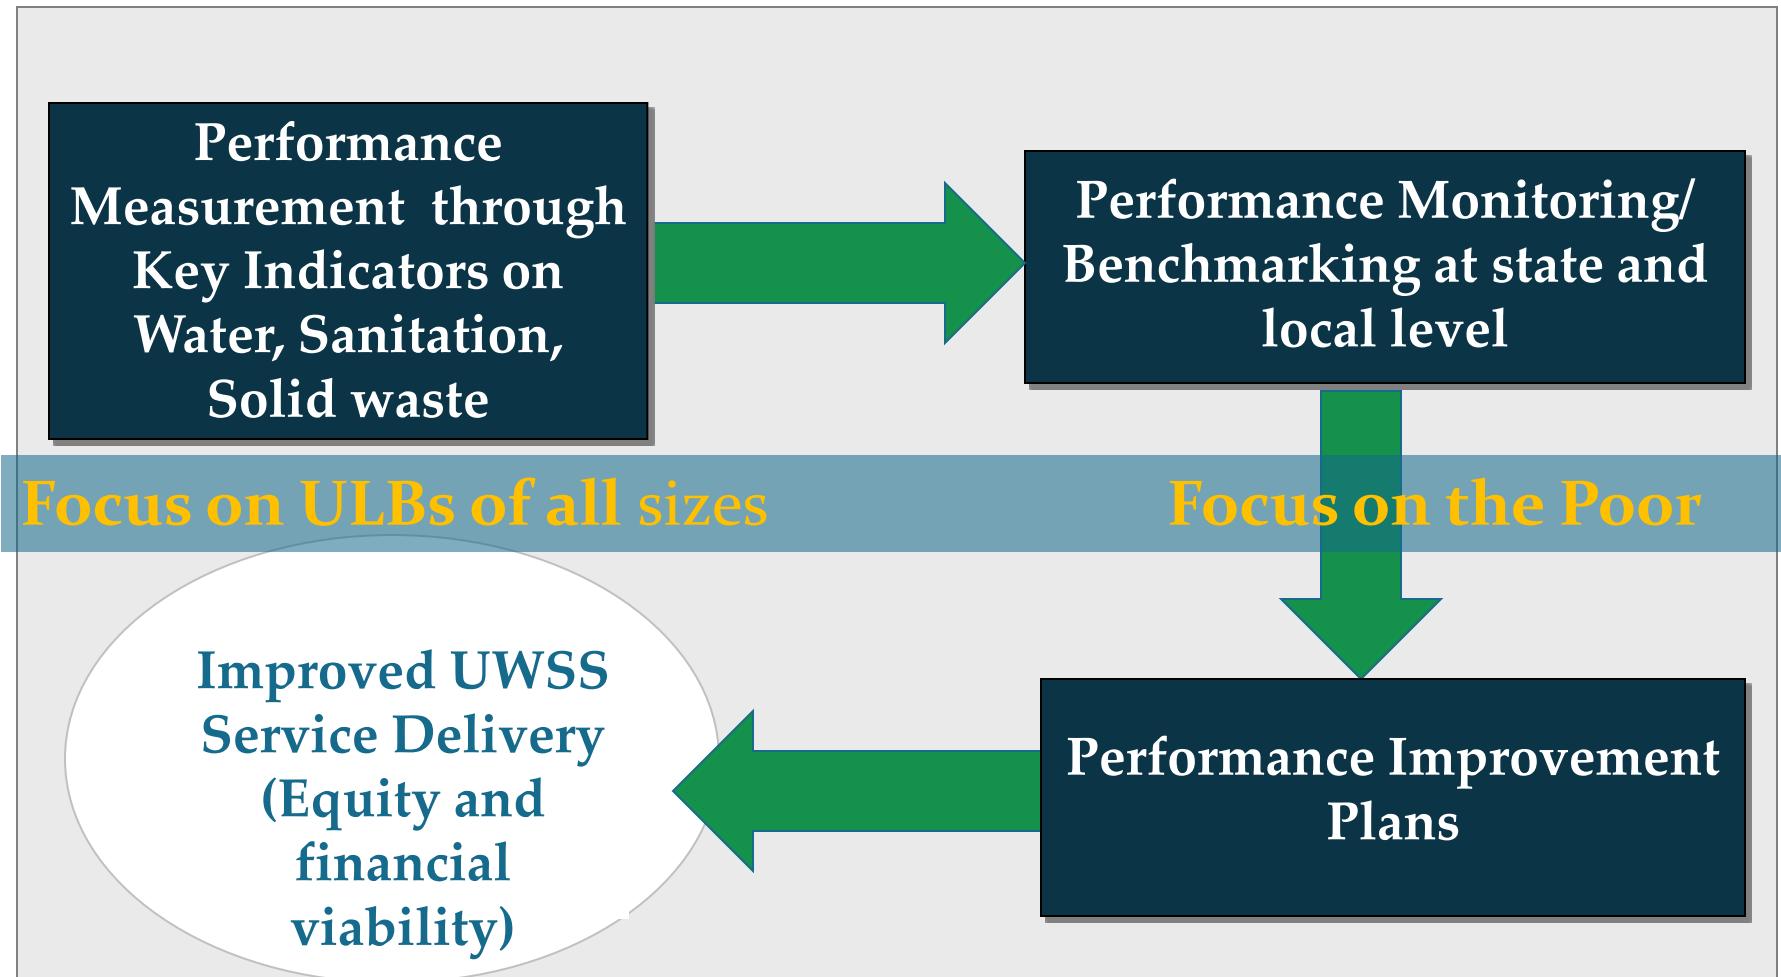 Performance
Measurement through
Key Indicators on
Water, Sanitation,
Solid waste
Performance Monitoring/
Benchmarking at state and
local level
Focus on ULBs of all sizes
Focus on the Poor
Improved UWSS
Service Delivery
(Equity and
financial
viability)
Performance Improvement
Plans